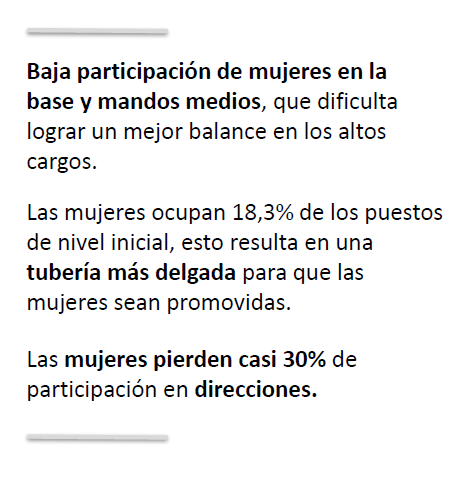 Baja participación de mujeres en la
base y mandos medios, que dificulta
lograr un mejor balance en los altos
cargos.
Las mujeres ocupan 18,3% de los puestos
de nivel inicial, esto resulta en una
tubería más delgada para que las
mujeres sean promovidas.
Las mujeres pierden casi 30% de
participación en direcciones.